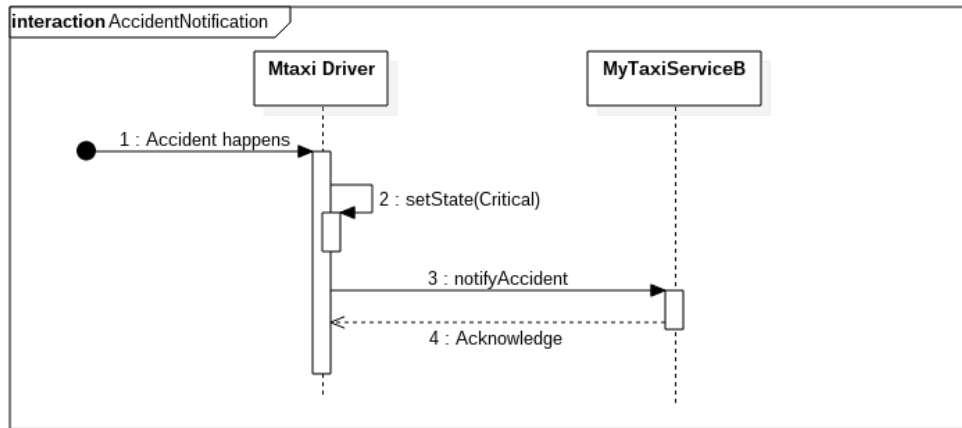 interaction AccidentNotification
Mtaxi Driver
MyTaxiServiceB
1 : Accident happens
2 : setState(Critical)
3 : notifyAccident
4 : Acknowledge